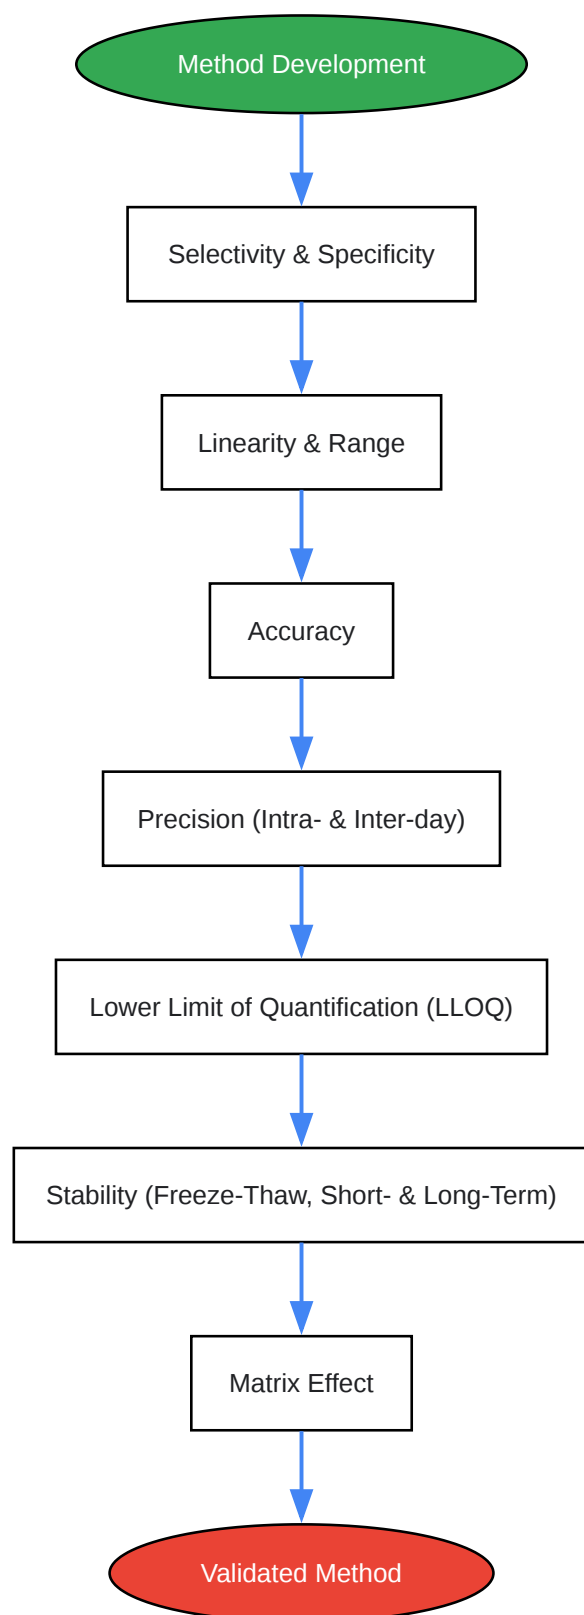 Method Development
Selectivity & Specificity
Linearity & Range
Accuracy
Precision (Intra- & Inter-day)
Lower Limit of Quantification (LLOQ)
Stability (Freeze-Thaw, Short- & Long-Term)
Matrix Effect
Validated Method